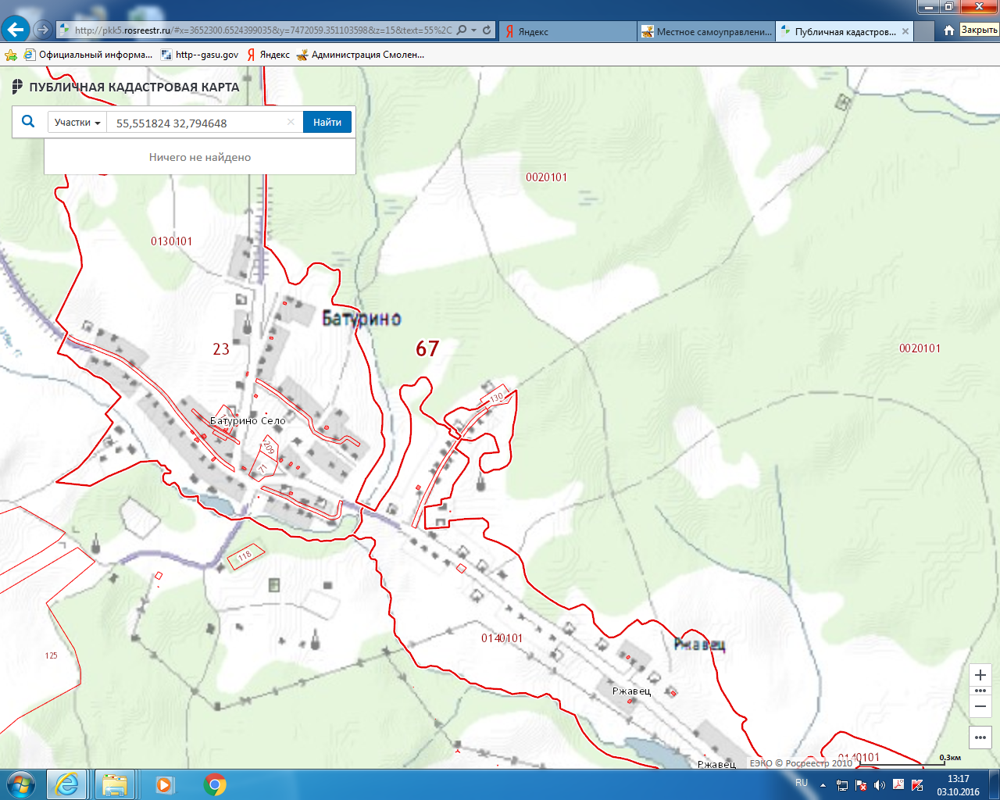 Закрыть
http://pkk5.rosreestr.ru/#x=3652300.6524399035&y=7472059.351103598&z=15&text=55%2C
Яндекс
Местное самоуправлени...
Публичная кадастров...
Официальный информа...
http--gasu.gov
Яндекс
Администрация Смолен...
ПУБЛИЧНАЯ КАДАСТРОВАЯ КАРТА
Участки
55,551824 32,794648
Найти
Ничего не найдено
0020101
0130101
Батурино
23
67
0020101
130
Батурино Село
209
71
118
0140101
125
Ржавец
Ржавец
Ржавец
0140101
ЕЭКО © Росреестр 2010
0.3км
RU
13:17
03.10.2016